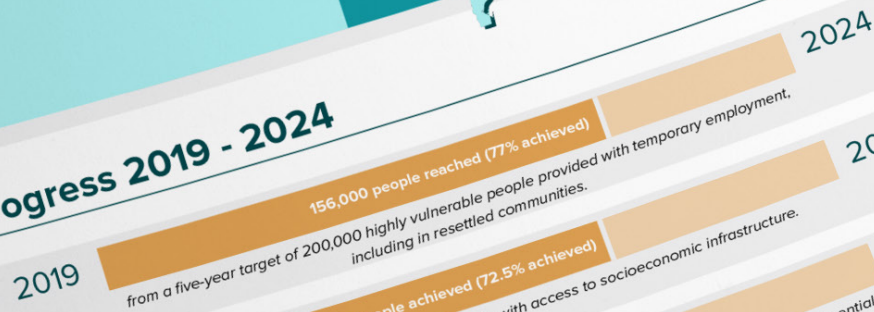 ogress 2019 - 2024
2019
2024
156,000 people reached (77% achieved)
from a five-year target of 200,000 highly vulnerable people provided with temporary employment,
including in resettled communities.
achieved (72.5% achieved)
with access to socioeconomic infrastructure.